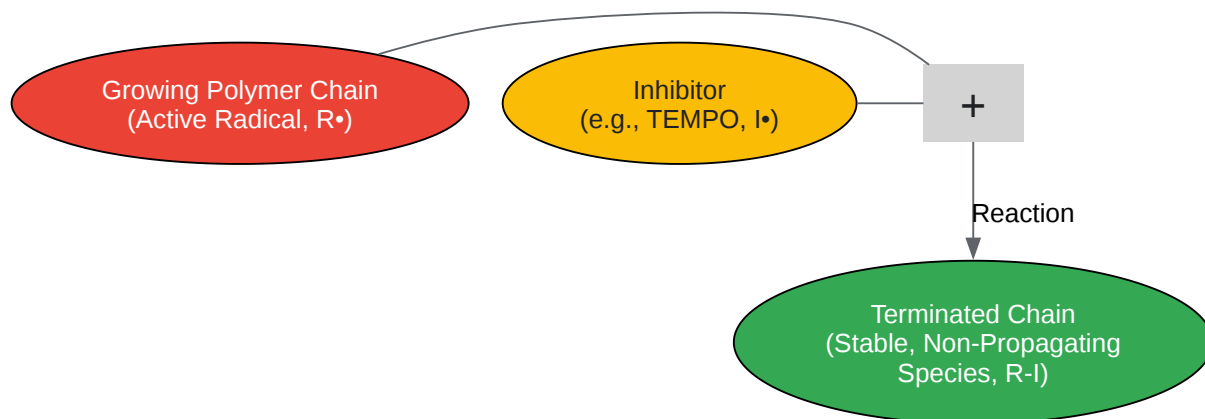 Growing Polymer Chain
(Active Radical, R•)
Inhibitor
(e.g., TEMPO, I•)
+
Reaction
Terminated Chain
(Stable, Non-Propagating
Species, R-I)